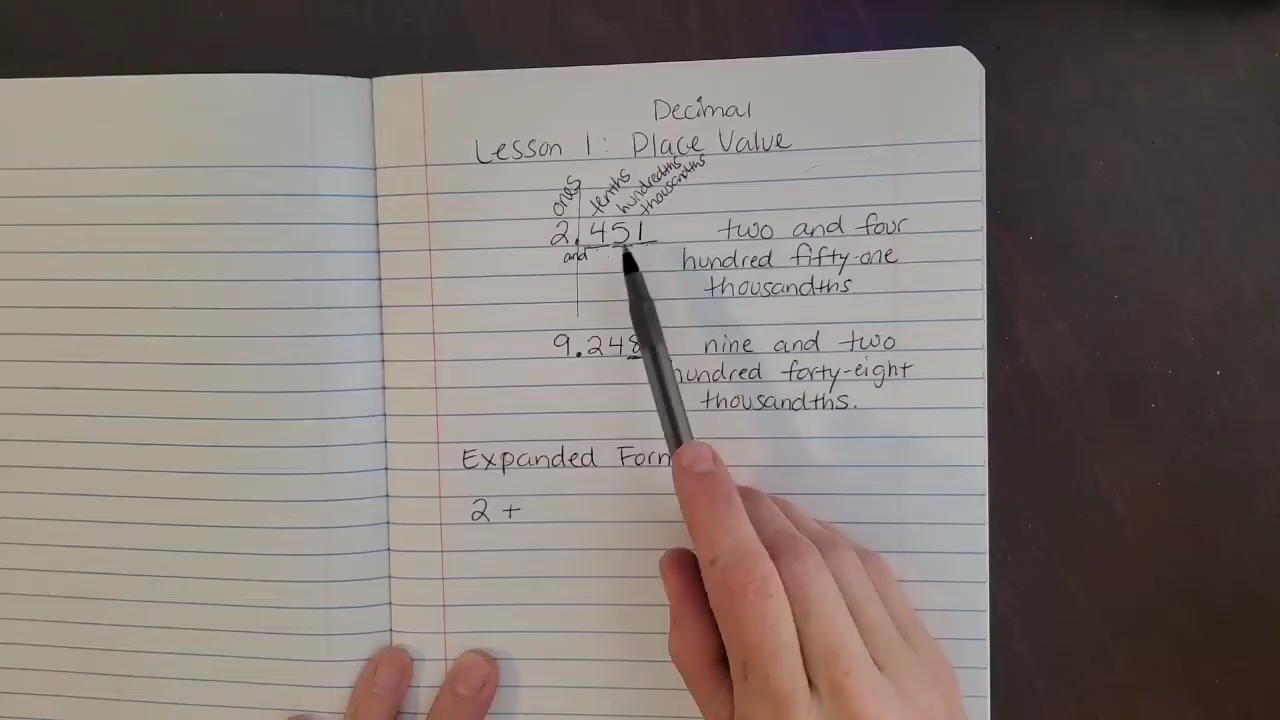 Decimal
Lesson 1: Place Value
ones tenths hundredths thousandths
2.451 two and four
and
hundred fifty-one
thousandths
9.248 nine and two
hundred forty-eight
thousandths.
Expanded Form
2 +